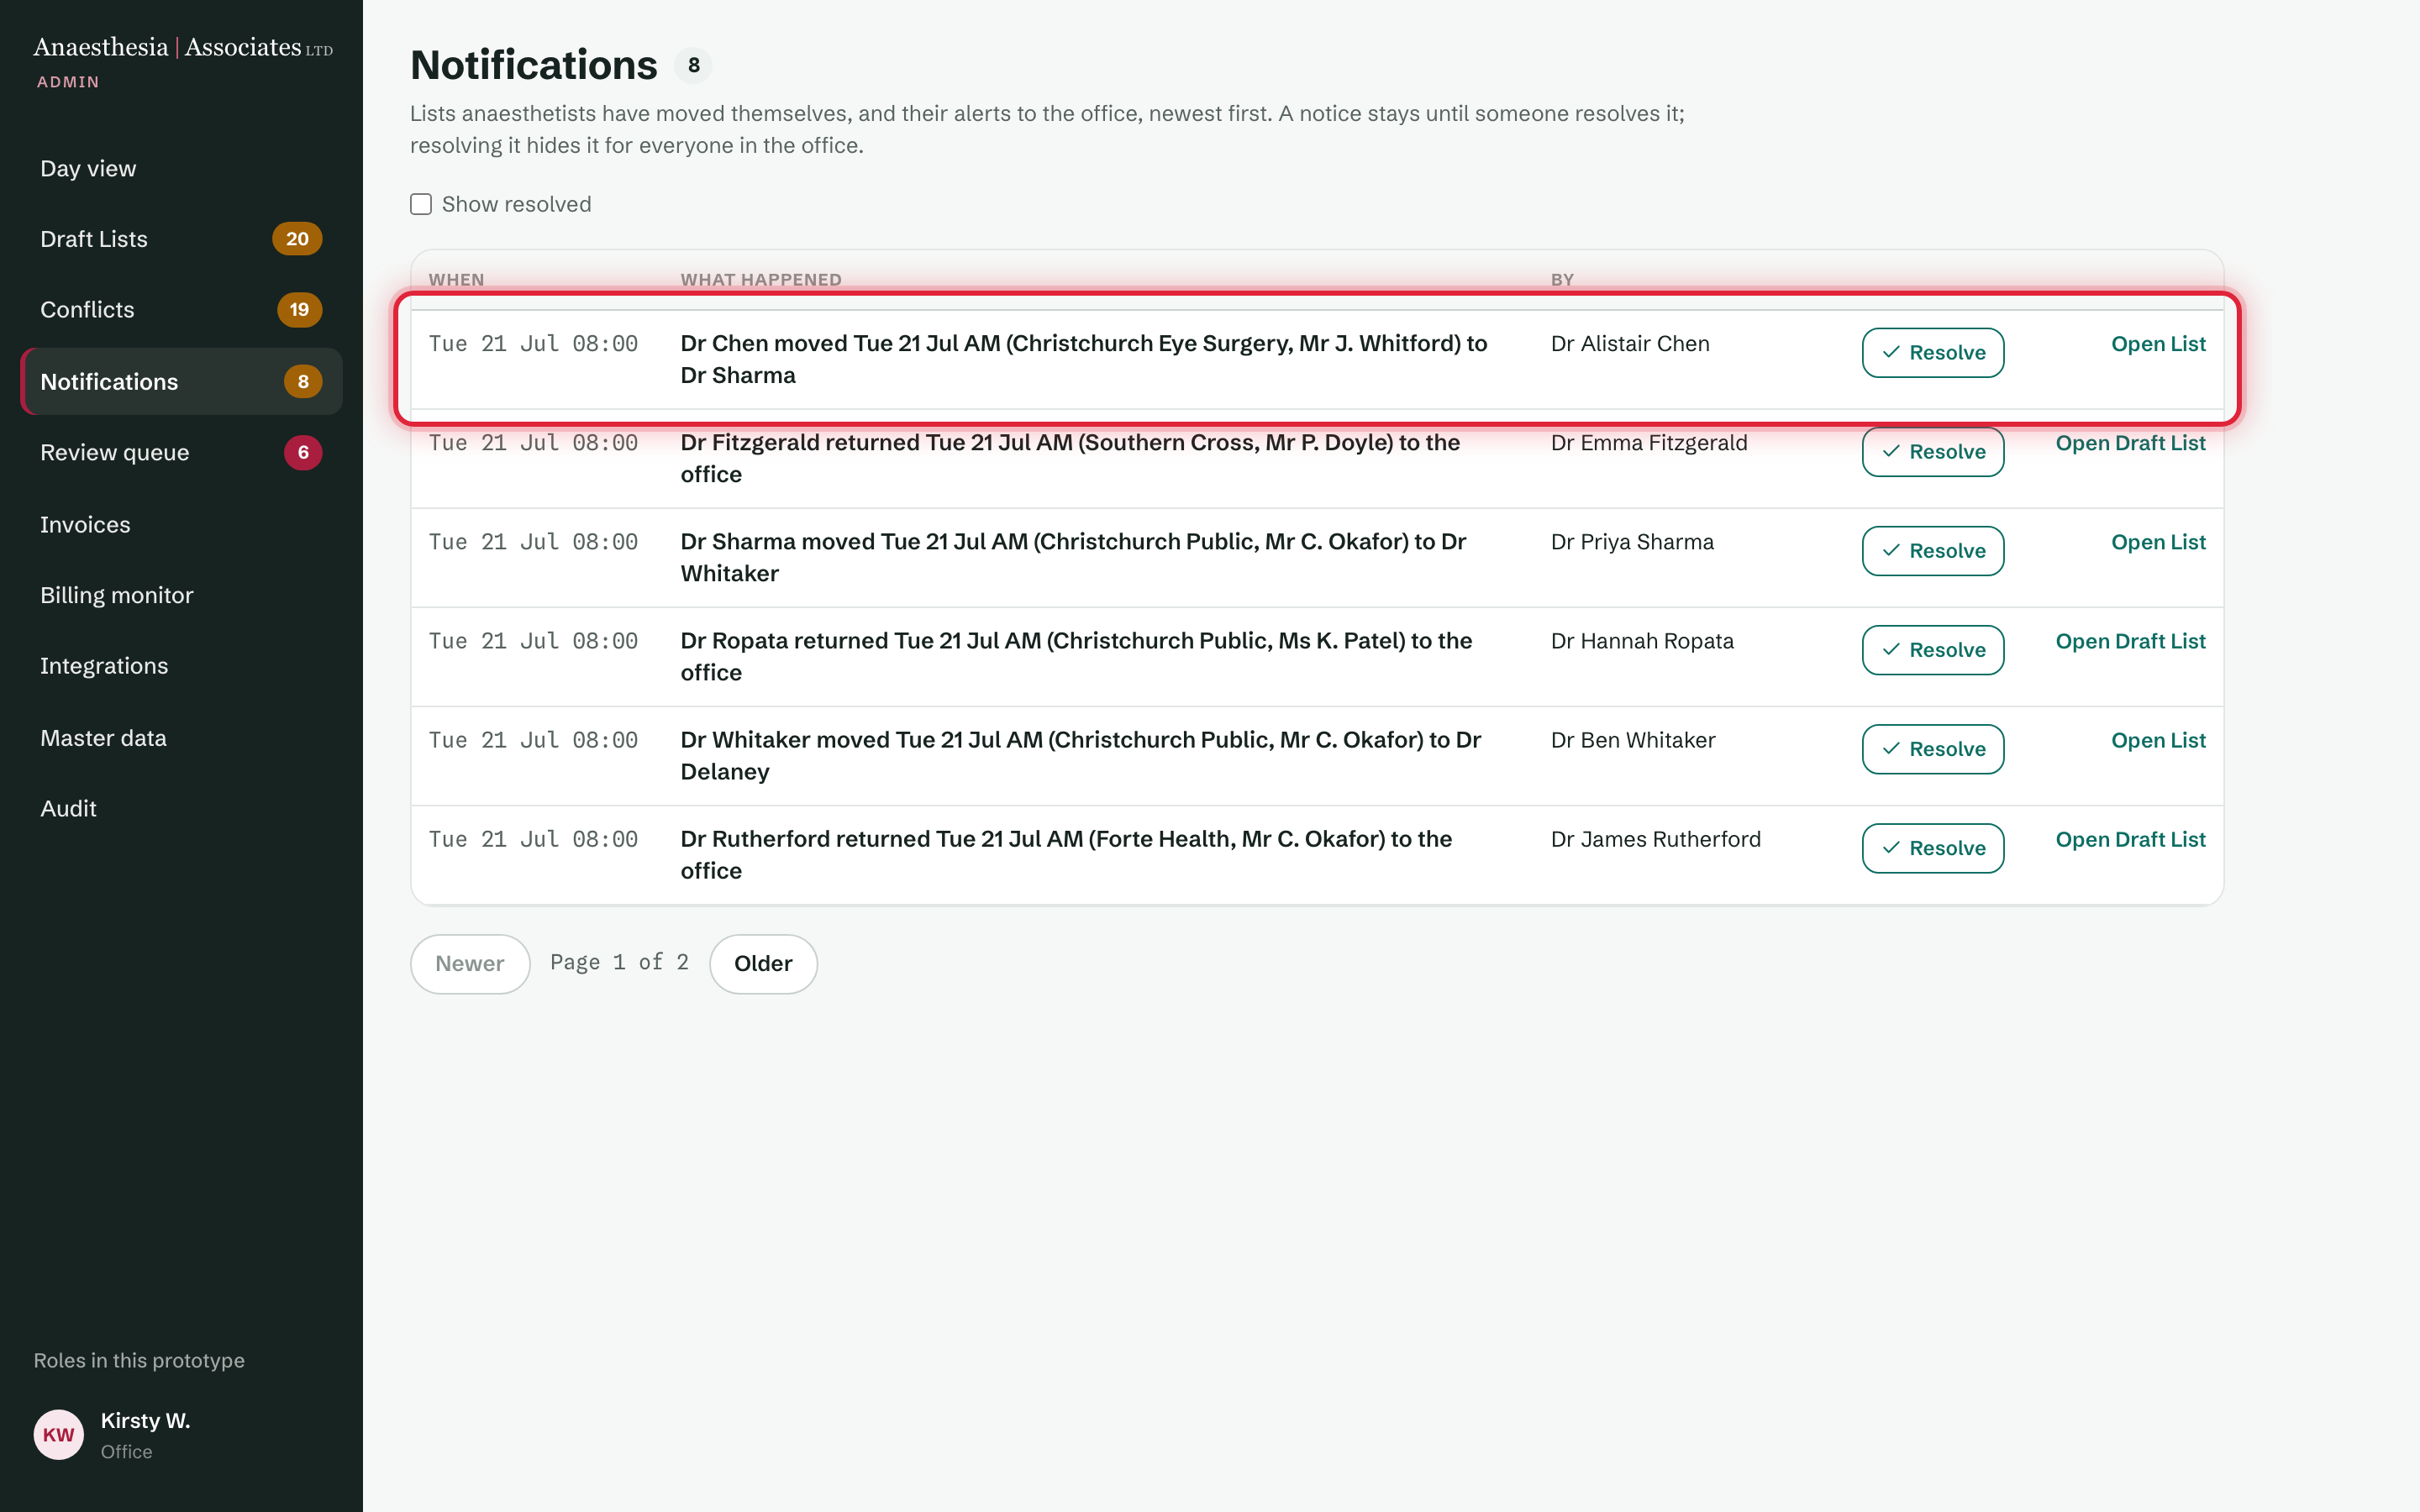 Anaesthesia | Associates LTD
ADMIN
Day view
Draft Lists 20
Conflicts 19
Notifications 8
Review queue 6
Invoices
Billing monitor
Integrations
Master data
Audit
Roles in this prototype
KW
Kirsty W.
Office
Notifications 8
Lists anaesthetists have moved themselves, and their alerts to the office, newest first. A notice stays until someone resolves it;
resolving it hides it for everyone in the office.
Show resolved
WHEN WHAT HAPPENED BY
Tue 21 Jul 08:00 Dr Chen moved Tue 21 Jul AM (Christchurch Eye Surgery, Mr J. Whitford) to Dr Alistair Chen Resolve Open List
Dr Sharma
Tue 21 Jul 08:00 Dr Fitzgerald returned Tue 21 Jul AM (Southern Cross, Mr P. Doyle) to the Dr Emma Fitzgerald Resolve Open Draft List
office
Tue 21 Jul 08:00 Dr Sharma moved Tue 21 Jul AM (Christchurch Public, Mr C. Okafor) to Dr Dr Priya Sharma Resolve Open List
Whitaker
Tue 21 Jul 08:00 Dr Ropata returned Tue 21 Jul AM (Christchurch Public, Ms K. Patel) to the Dr Hannah Ropata Resolve Open Draft List
office
Tue 21 Jul 08:00 Dr Whitaker moved Tue 21 Jul AM (Christchurch Public, Mr C. Okafor) to Dr Dr Ben Whitaker Resolve Open List
Delaney
Tue 21 Jul 08:00 Dr Rutherford returned Tue 21 Jul AM (Forte Health, Mr C. Okafor) to the Dr James Rutherford Resolve Open Draft List
office
Newer Page 1 of 2 Older